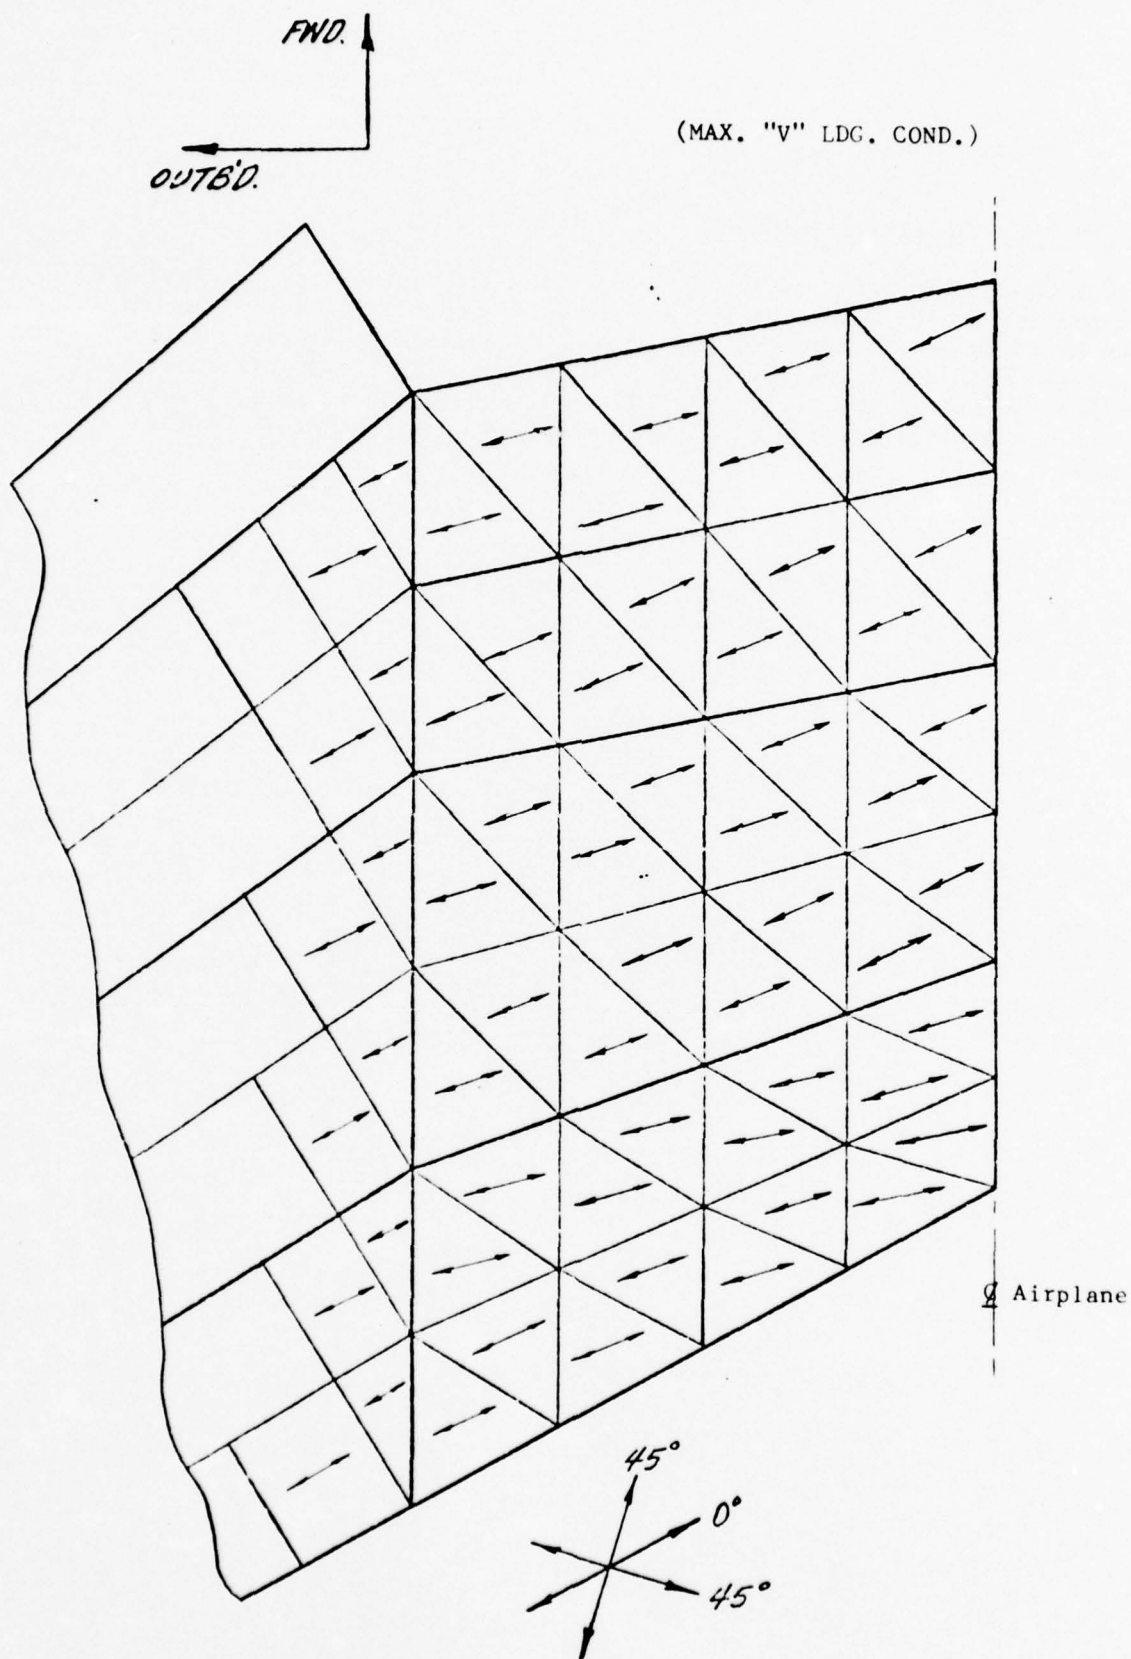 FWD.
(MAX. "V" LDG. COND.)
OUTB'D.
℄ Airplane
45°
0°
45°